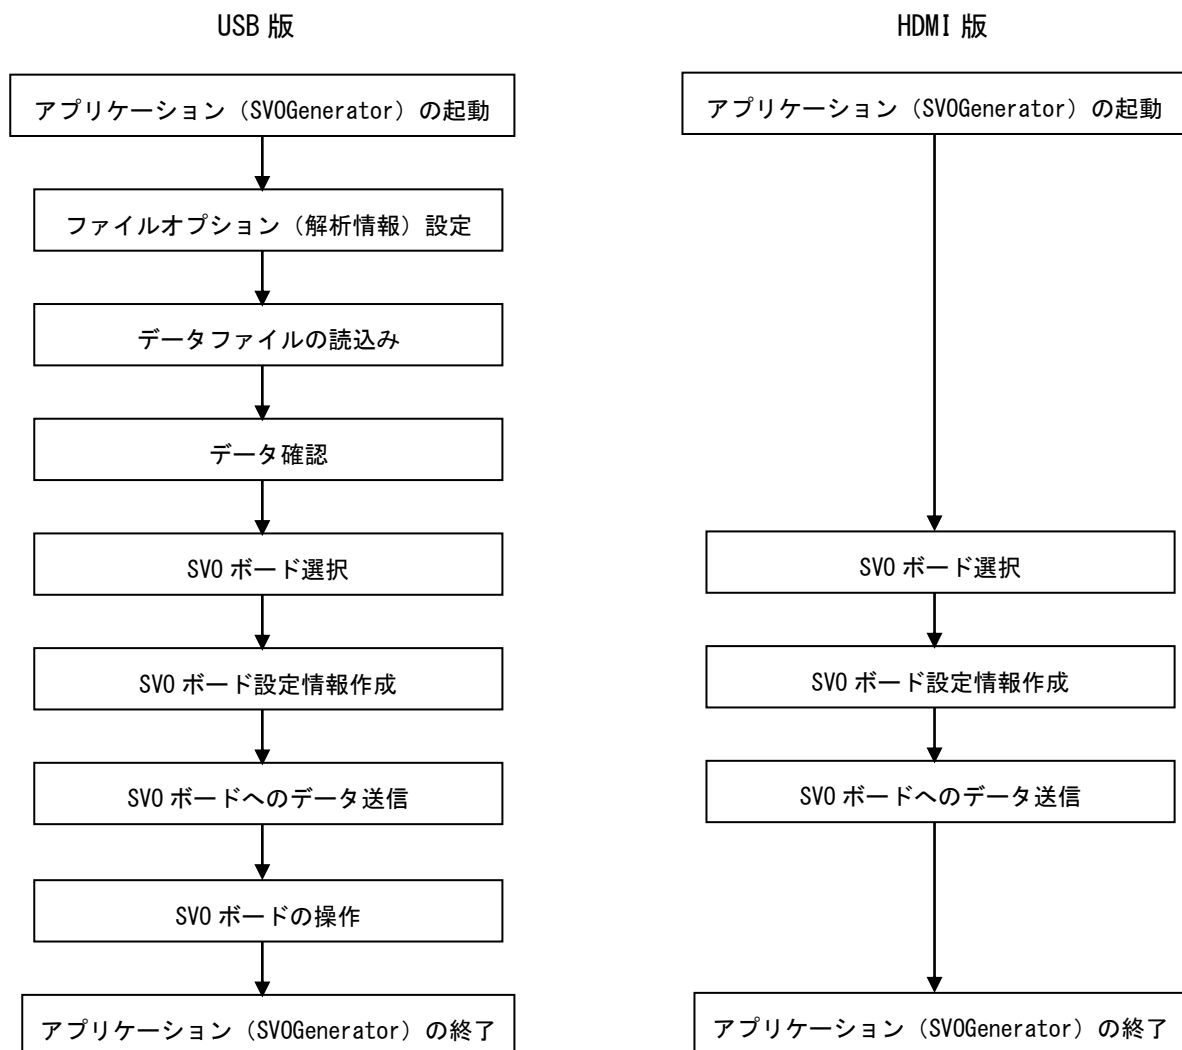 USB 版
アプリケーション（SVOGenerator）の起動
ファイルオプション（解析情報）設定
データファイルの読込み
データ確認
SVO ボード選択
SVO ボード設定情報作成
SVO ボードへのデータ送信
SVO ボードの操作
アプリケーション（SVOGenerator）の終了
HDMI 版
アプリケーション（SVOGenerator）の起動
SVO ボード選択
SVO ボード設定情報作成
SVO ボードへのデータ送信
アプリケーション（SVOGenerator）の終了